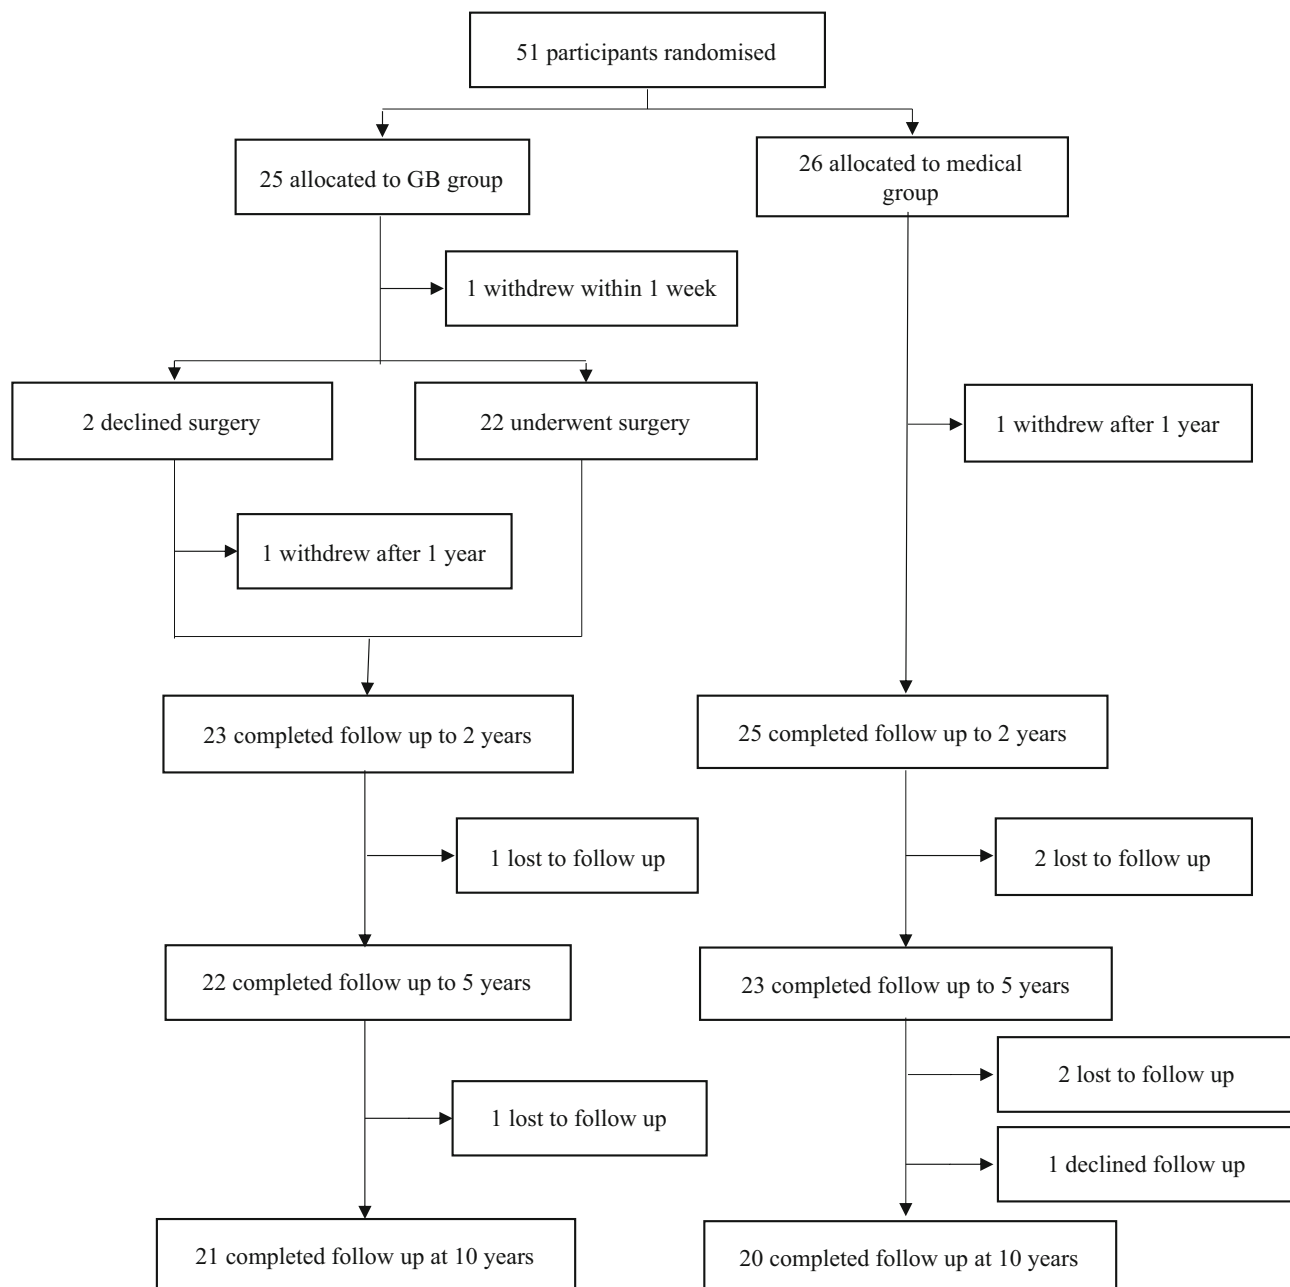 51 participants randomised
25 allocated to GB group
26 allocated to medical
group
1 withdrew within 1 week
2 declined surgery
22 underwent surgery
1 withdrew after 1 year
1 withdrew after 1 year
23 completed follow up to 2 years
25 completed follow up to 2 years
1 lost to follow up
2 lost to follow up
22 completed follow up to 5 years
23 completed follow up to 5 years
2 lost to follow up
1 lost to follow up
1 declined follow up
21 completed follow up at 10 years
20 completed follow up at 10 years